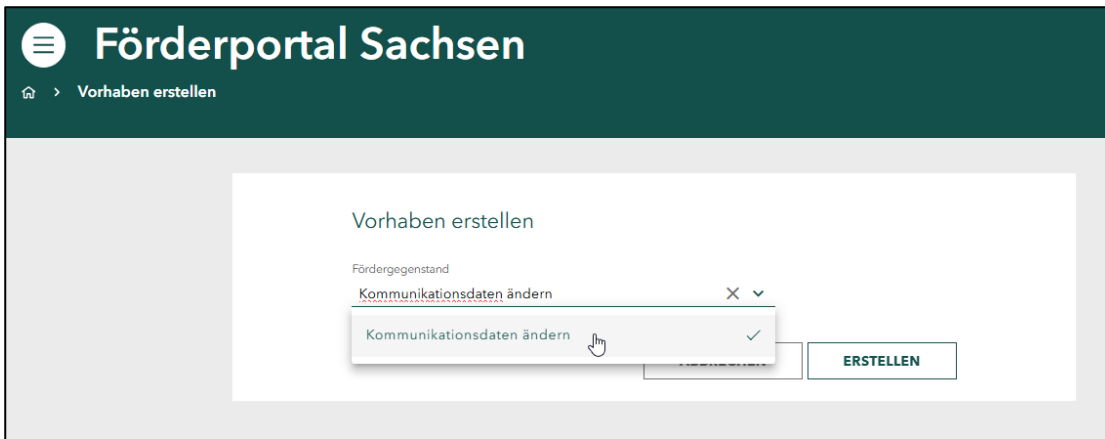 Förderportal Sachsen
Vorhaben erstellen
Vorhaben erstellen
Fördergegenstand
Kommunikationsdaten ändern
Kommunikationsdaten ändern
ERSTELLEN